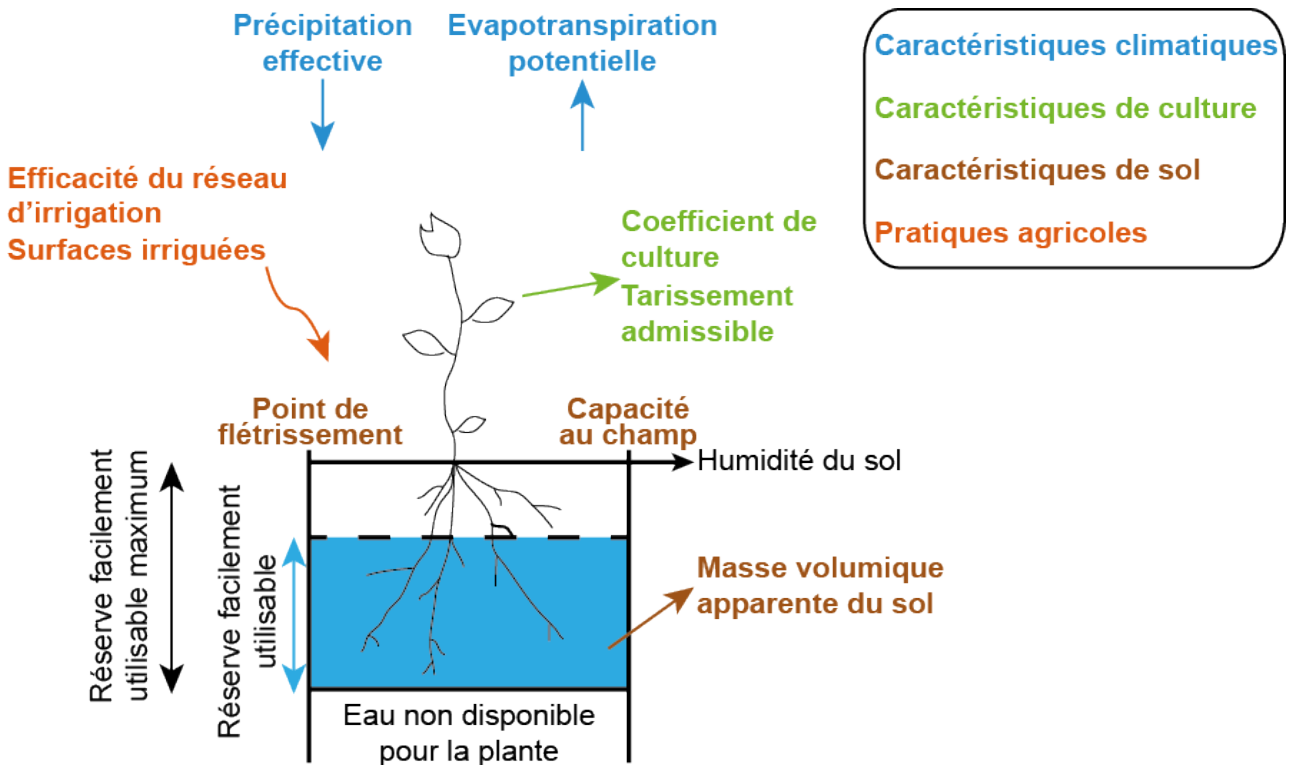 Précipitation
effective
Evapotranspiration
potentielle
Caractéristiques climatiques
Caractéristiques de culture
Caractéristiques de sol
Pratiques agricoles
Efficacité du réseau
d'irrigation
Surfaces irriguées
Coefficient de
culture
Tarissement
admissible
Point de
flétrissement
Capacité
au champ
Humidité du sol
Réserve facilement
utilisable maximum
Réserve facilement
utilisable
Masse volumique
apparente du sol
Eau non disponible
pour la plante